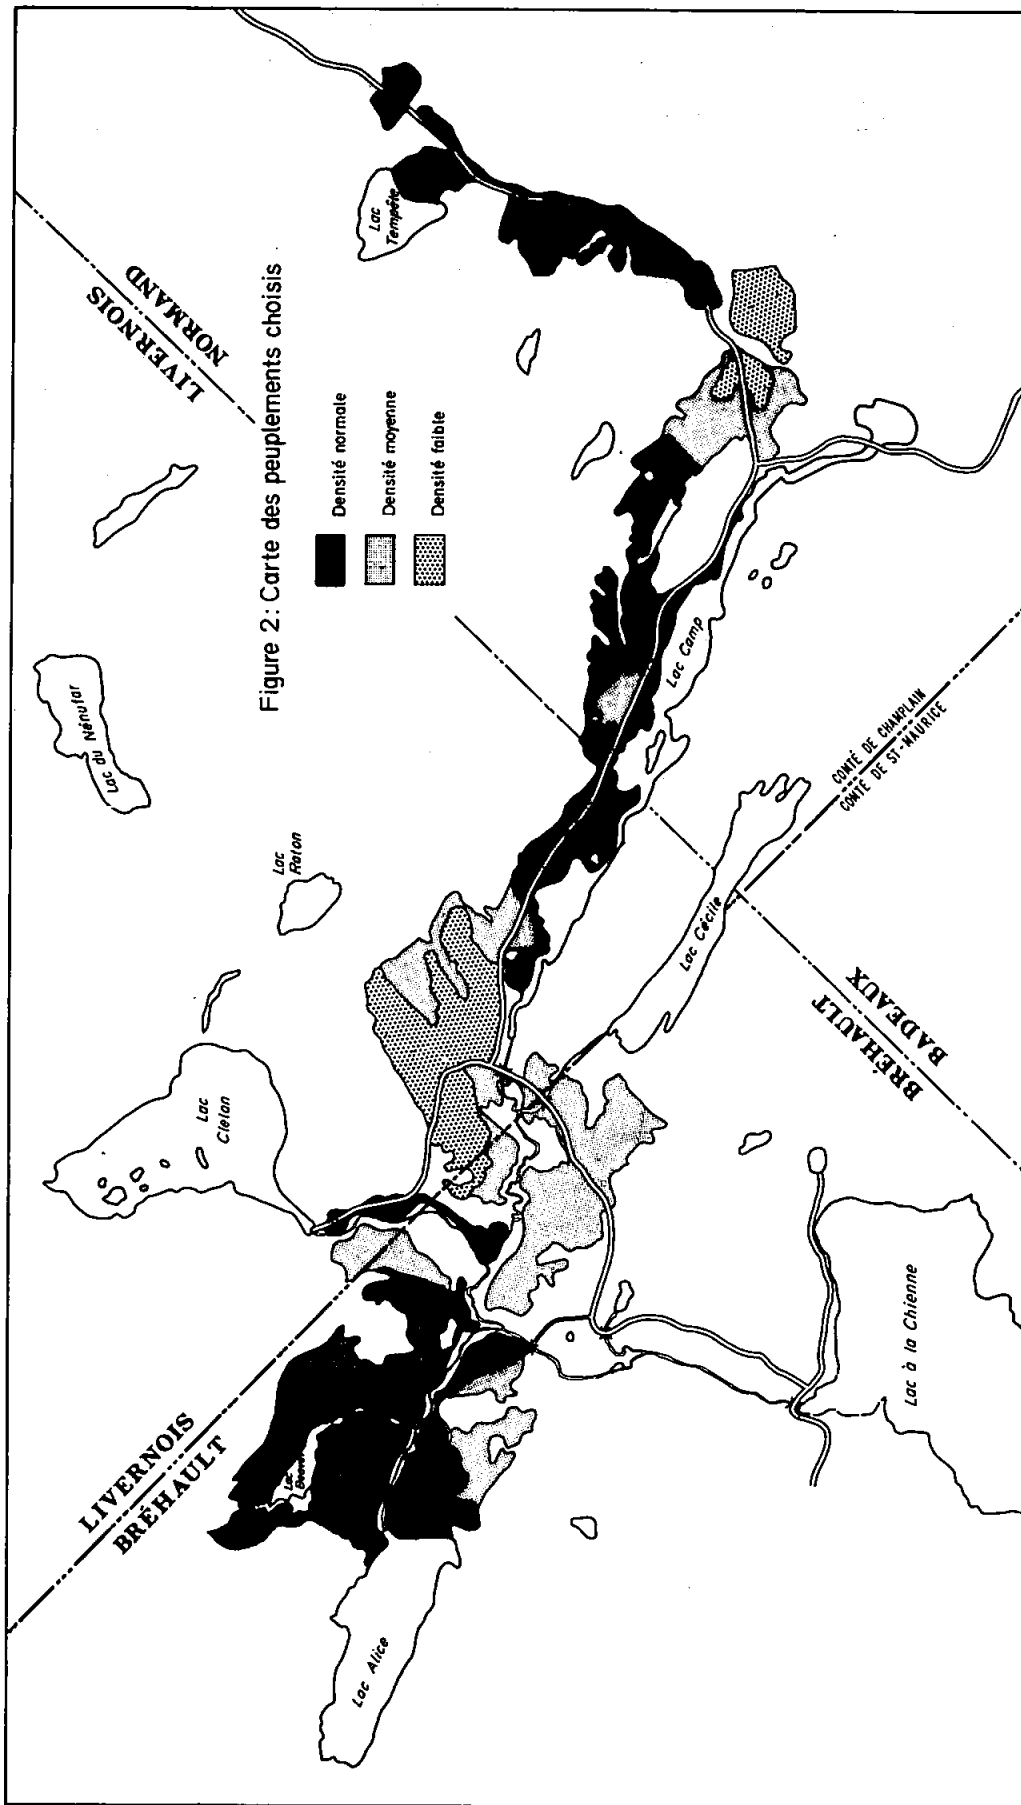 Figure 2: Carte des peuplements choisis
Densité normale
Densité moyenne
Densité faible
LIVERNOIS
NORMAND
LIVERNOIS
BRÉHAULT
BRÉHAULT
BADEAUX
COMTÉ DE CHAMPLAIN
COMTÉ DE ST-MAURICE
Lac
Tempête
Lac du Nénufar
Lac
Raton
Lac
Clelan
Lac Camp
Lac Cécile
Lac à la Chienne
Lac Alice
Lac